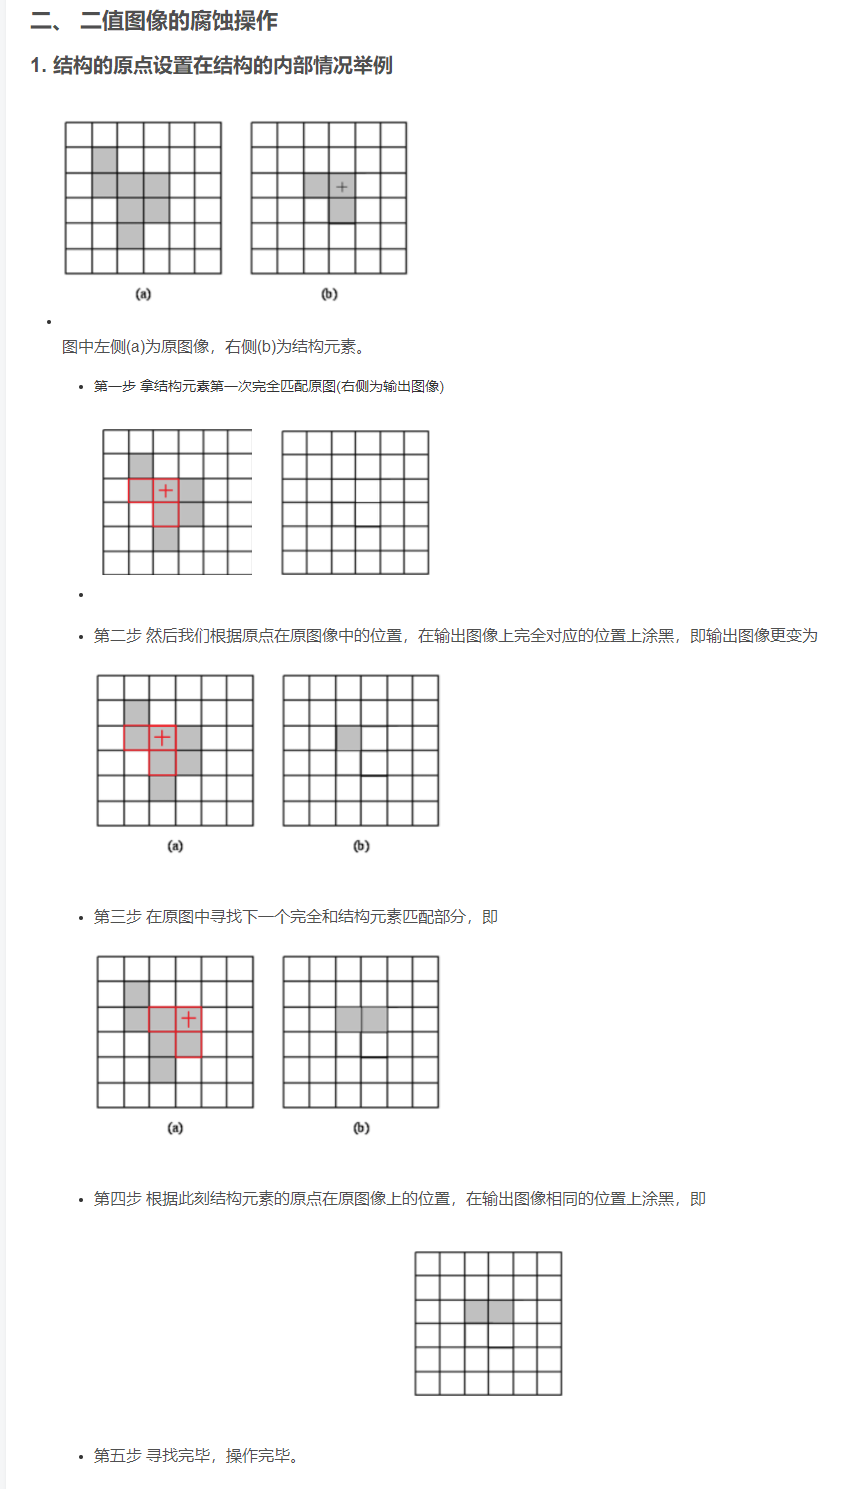 二、 二值图像的腐蚀操作
1. 结构的原点设置在结构的内部情况举例
(a) (b)
图中左侧(a)为原图像，右侧(b)为结构元素。
第一步 拿结构元素第一次完全匹配原图(右侧为输出图像)
第二步 然后我们根据原点在原图像中的位置，在输出图像上完全对应的位置上涂黑，即输出图像更变为
(a) (b)
第三步 在原图中寻找下一个完全和结构元素匹配部分，即
(a) (b)
第四步 根据此刻结构元素的原点在原图像上的位置，在输出图像相同的位置上涂黑，即
第五步 寻找完毕，操作完毕。